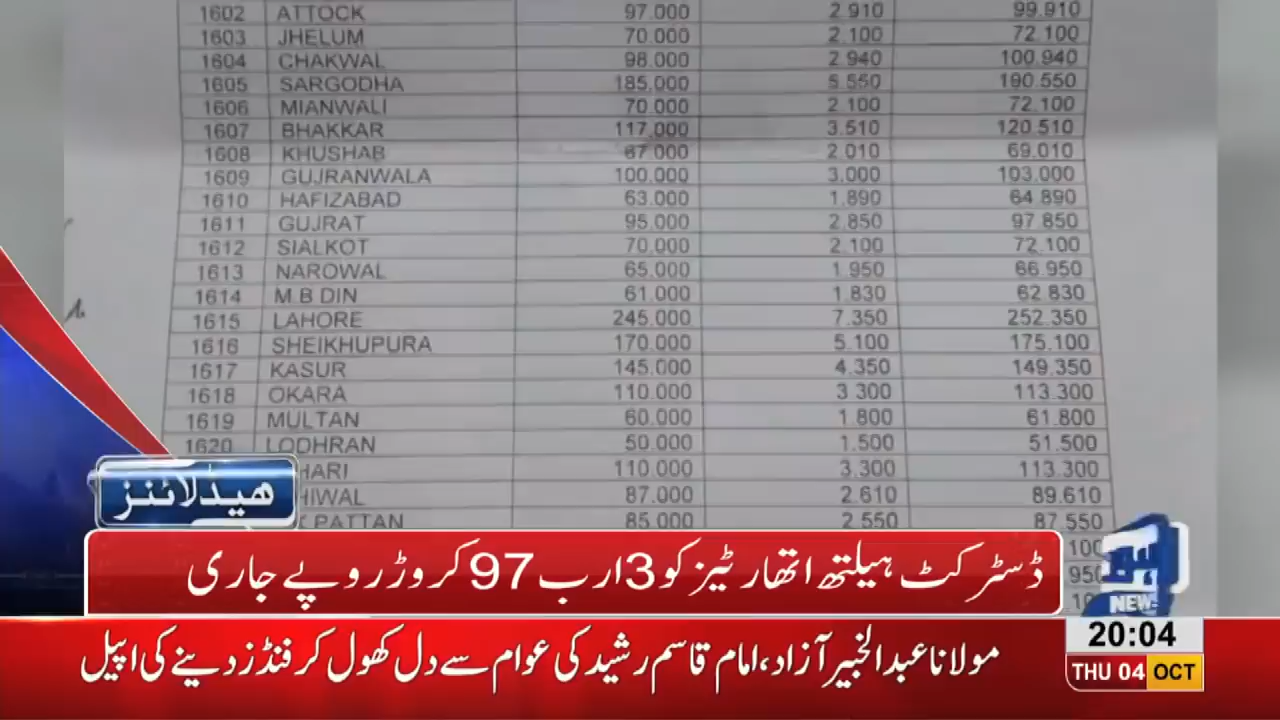 1602 ATTOCK 97.000 2.910 99.910
1603 JHELUM 70.000 2.100 72.100
1604 CHAKWAL 98.000 2.940 100.940
1605 SARGODHA 185.000 5.550 190.550
1606 MIANWALI 70.000 2.100 72.100
1607 BHAKKAR 117.000 3.510 120.510
1608 KHUSHAB 67.000 2.010 69.010
1609 GUJRANWALA 100.000 3.000 103.000
1610 HAFIZABAD 63.000 1.890 64.890
1611 GUJRAT 95.000 2.850 97.850
1612 SIALKOT 70.000 2.100 72.100
1613 NAROWAL 65.000 1.950 66.950
1614 M.B DIN 61.000 1.830 62.830
1615 LAHORE 245.000 7.350 252.350
1616 SHEIKHUPURA 170.000 5.100 175.100
1617 KASUR 145.000 4.350 149.350
1618 OKARA 110.000 3.300 113.300
1619 MULTAN 60.000 1.800 61.800
1620 LODHRAN 50.000 1.500 51.500
HARI 110.000 3.300 113.300
HIWAL 87.000 2.610 89.610
PATTAN 85.000 2.550 87.550
ہیڈلائنز
ڈسٹرکٹ ہیلتھ اتھارٹیز کو 3 ارب 97 کروڑ روپے جاری
NEWS
مولانا عبدالخبیر آزاد، امام قاسم رشید کی عوام سے دل کھول کر فنڈز دینے کی اپیل
20:04
THU 04 OCT